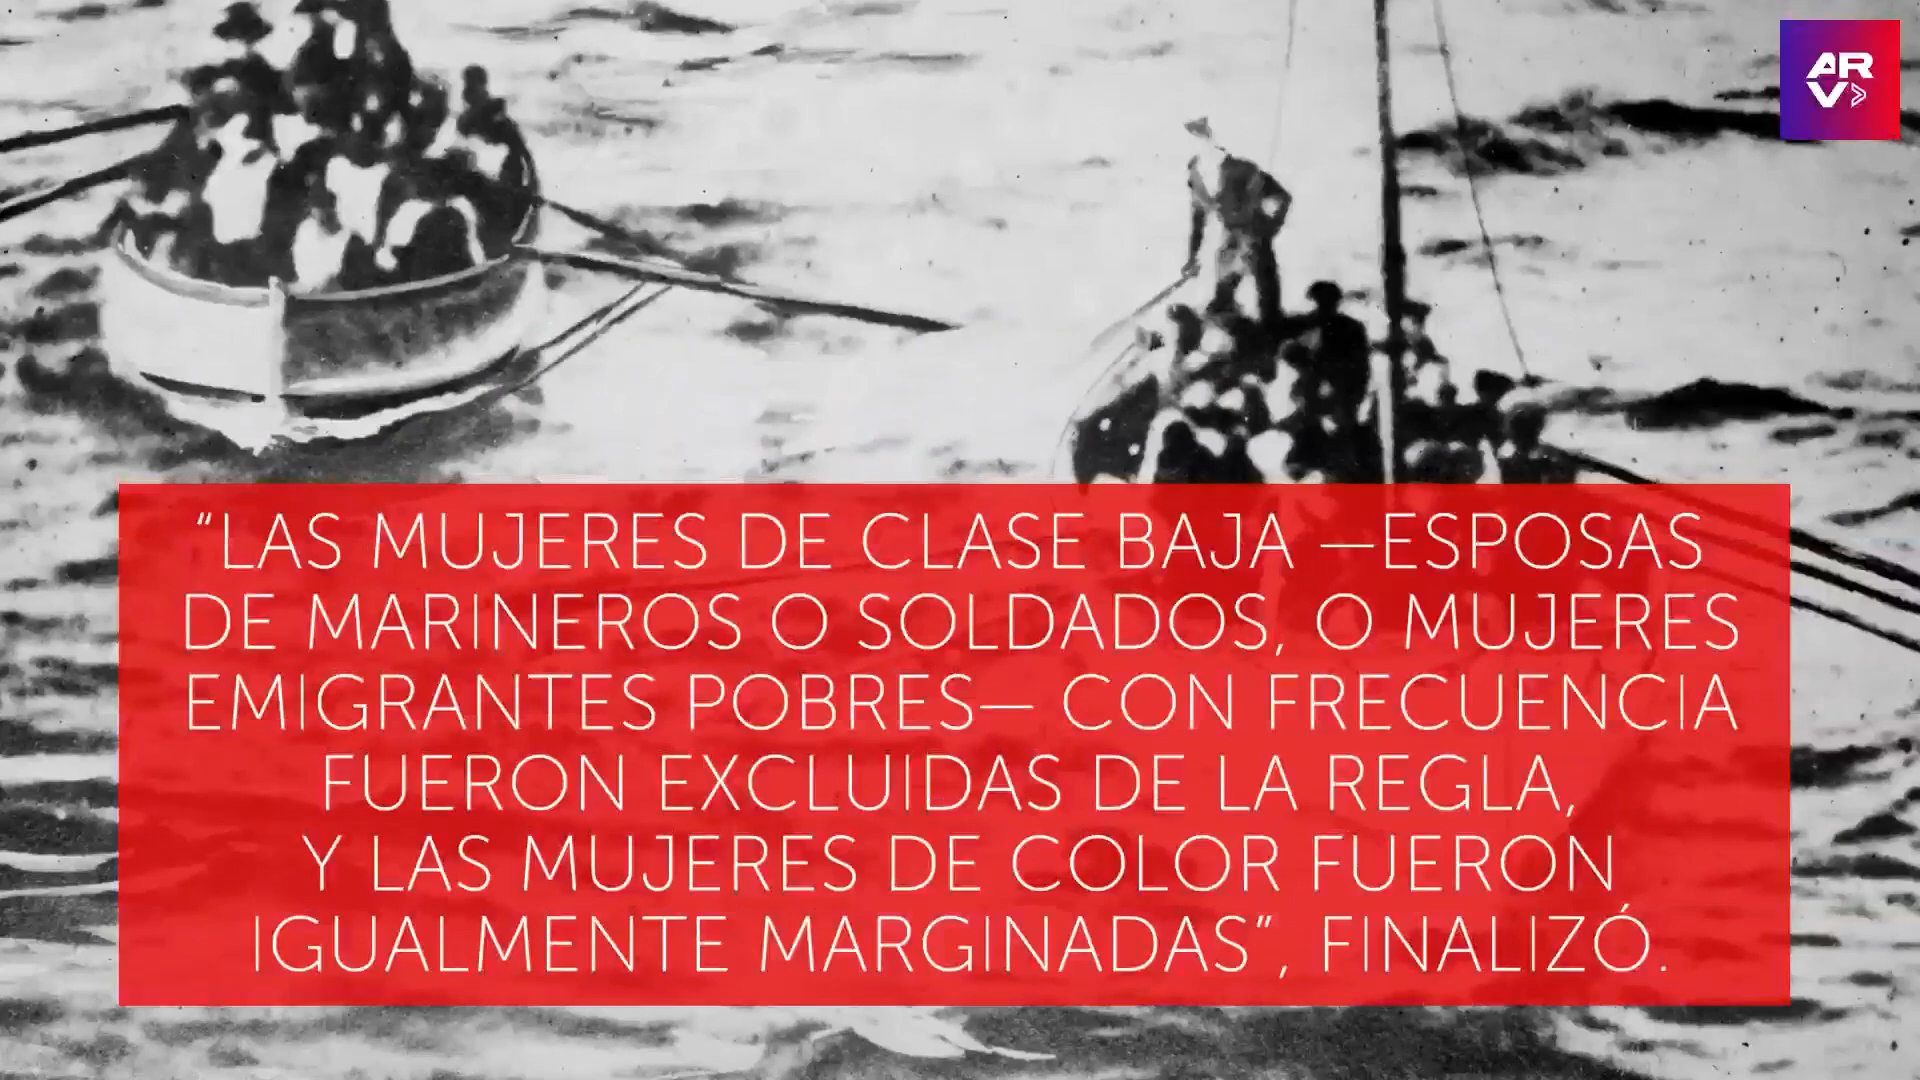 ARV
“LAS MUJERES DE CLASE BAJA —ESPOSAS
DE MARINEROS O SOLDADOS, O MUJERES
EMIGRANTES POBRES— CON FRECUENCIA
FUERON EXCLUIDAS DE LA REGLA,
Y LAS MUJERES DE COLOR FUERON
IGUALMENTE MARGINADAS”, FINALIZÓ.